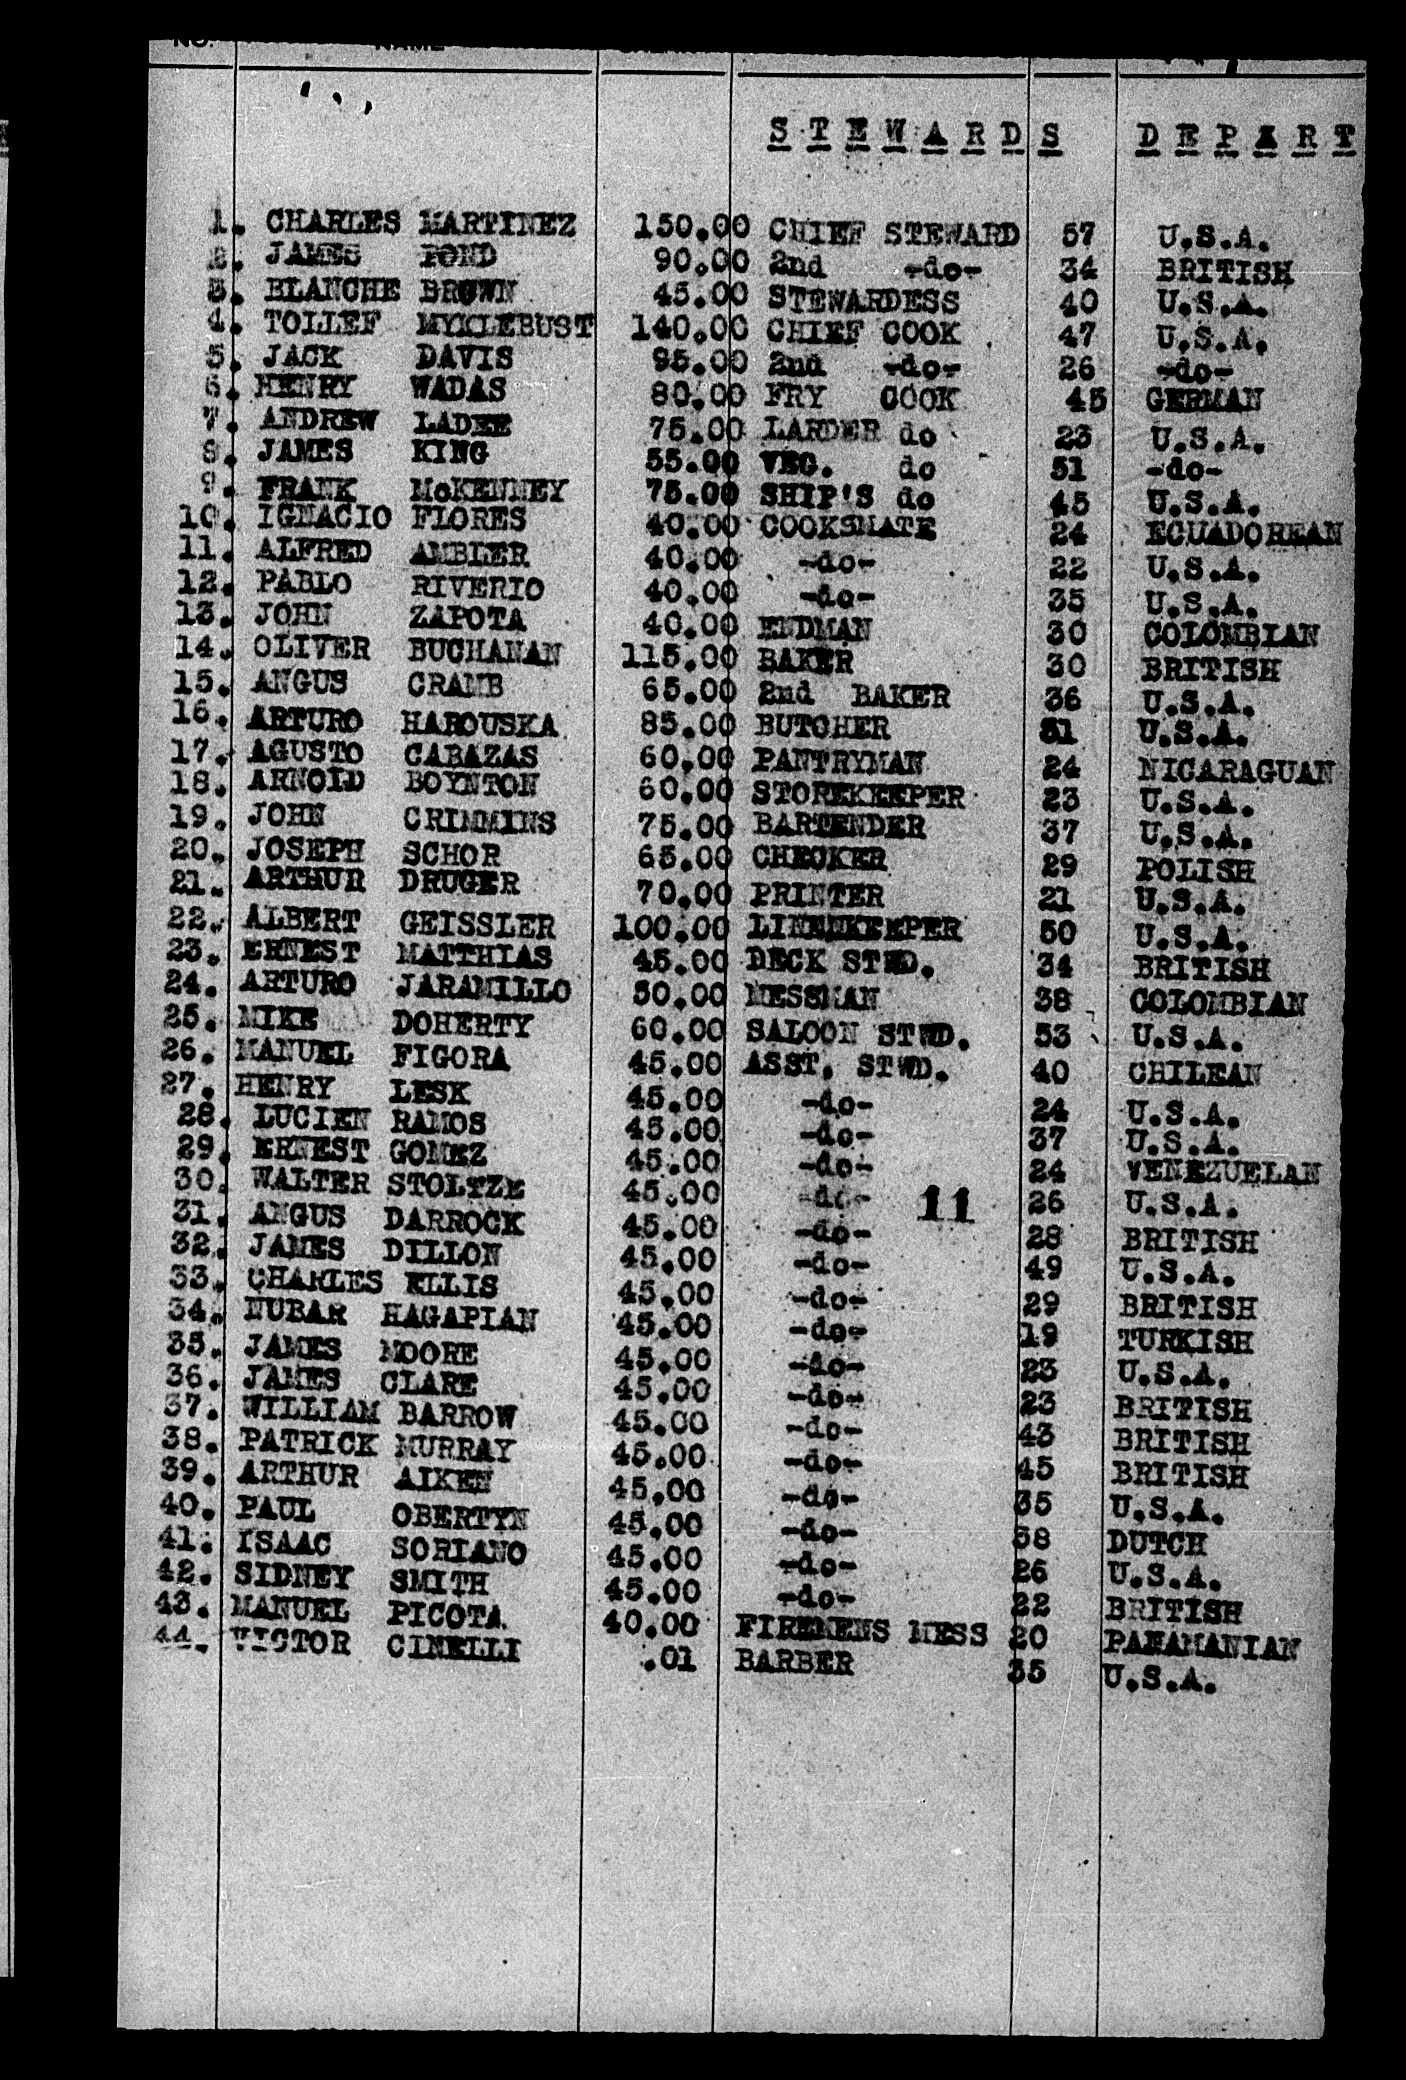 NO. NAME
S T E W A R D S D E P A R T
1. CHARLES MARTINEZ 150.00 CHIEF STEWARD 57 U.S.A.
2. JAMES POND 90.00 2nd -do- 34 BRITISH
3. BLANCHE BROWN 45.00 STEWARDESS 40 U.S.A.
4. TOLLEF MYKLEBUST 140.00 CHIEF COOK 47 U.S.A.
5. JACK DAVIS 95.00 2nd -do- 26 -do-
6. HENRY WADAS 80.00 FRY COOK 45 GERMAN
7. ANDREW LADEE 75.00 LARDER do 23 U.S.A.
8. JAMES KING 55.00 VEG. do 51 -do-
9. FRANK McKENNEY 75.00 SHIP'S do 45 U.S.A.
10. IGNACIO FLORES 40.00 COOKSMATE 24 ECUADOREAN
11. ALFRED AMBLER 40.00 -do- 22 U.S.A.
12. PABLO RIVERIO 40.00 -do- 35 U.S.A.
13. JOHN ZAPOTA 40.00 ENDMAN 30 COLOMBIAN
14. OLIVER BUCHANAN 115.00 BAKER 30 BRITISH
15. ANGUS CRAMB 65.00 2nd BAKER 36 U.S.A.
16. ARTURO HAROUSKA 85.00 BUTCHER 51 U.S.A.
17. AGUSTO CABAZAS 60.00 PANTRYMAN 24 NICARAGUAN
18. ARNOLD BOYNTON 60.00 STOREKEEPER 23 U.S.A.
19. JOHN CRIMMINS 75.00 BARTENDER 37 U.S.A.
20. JOSEPH SCHOR 65.00 CHECKER 29 POLISH
21. ARTHUR DRUGER 70.00 PRINTER 21 U.S.A.
22. ALBERT GEISSLER 100.00 LINENKEEPER 50 U.S.A.
23. ERNEST MATTHIAS 45.00 DECK STWD. 34 BRITISH
24. ARTURO JARAMILLO 50.00 MESSMAN 38 COLOMBIAN
25. MIKE DOHERTY 60.00 SALOON STWD. 53 U.S.A.
26. MANUEL FIGORA 45.00 ASST. STWD. 40 CHILEAN
27. HENRY LESK 45.00 -do- 24 U.S.A.
28. LUCIEN RAMOS 45.00 -do- 37 U.S.A.
29. ERNEST GOMEZ 45.00 -do- 24 VENEZUELAN
30. WALTER STOLTZE 45.00 -do- 11 26 U.S.A.
31. ANGUS DARROCK 45.00 -do- 28 BRITISH
32. JAMES DILLON 45.00 -do- 49 U.S.A.
33. CHARLES ELLIS 45.00 -do- 29 BRITISH
34. NUBAR HAGAPIAN 45.00 -do- 19 TURKISH
35. JAMES MOORE 45.00 -do- 23 U.S.A.
36. JAMES CLARE 45.00 -do- 23 BRITISH
37. WILLIAM BARROW 45.00 -do- 43 BRITISH
38. PATRICK MURRAY 45.00 -do- 45 BRITISH
39. ARTHUR AIKEN 45.00 -do- 35 U.S.A.
40. PAUL OBERTYN 45.00 -do- 38 DUTCH
41. ISAAC SORIANO 45.00 -do- 26 U.S.A.
42. SIDNEY SMITH 45.00 -do- 22 BRITISH
43. MANUEL PICOTA 40.00 FIREMENS MESS 20 PANAMANIAN
44. VICTOR CINELLI .01 BARBER 35 U.S.A.